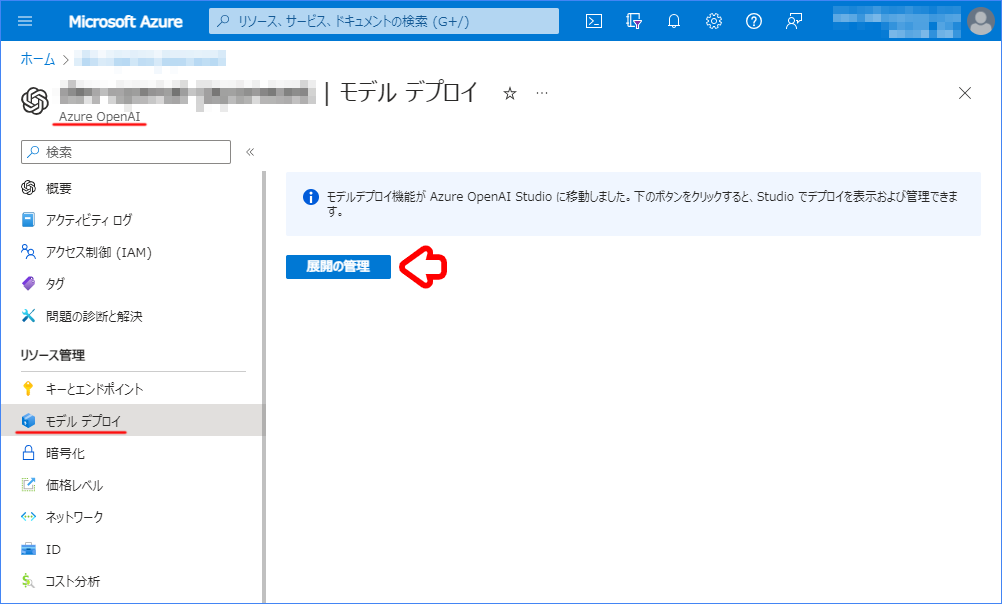 Microsoft Azure
リソース、サービス、ドキュメントの検索 (G+/)
ホーム >
| モデル デプロイ
Azure OpenAI
検索
«
概要
アクティビティ ログ
アクセス制御 (IAM)
タグ
問題の診断と解決
リソース管理
キーとエンドポイント
モデル デプロイ
暗号化
価格レベル
ネットワーク
ID
コスト分析
モデルデプロイ機能が Azure OpenAI Studio に移動しました。下のボタンをクリックすると、Studio でデプロイを表示および管理できま
す。
展開の管理